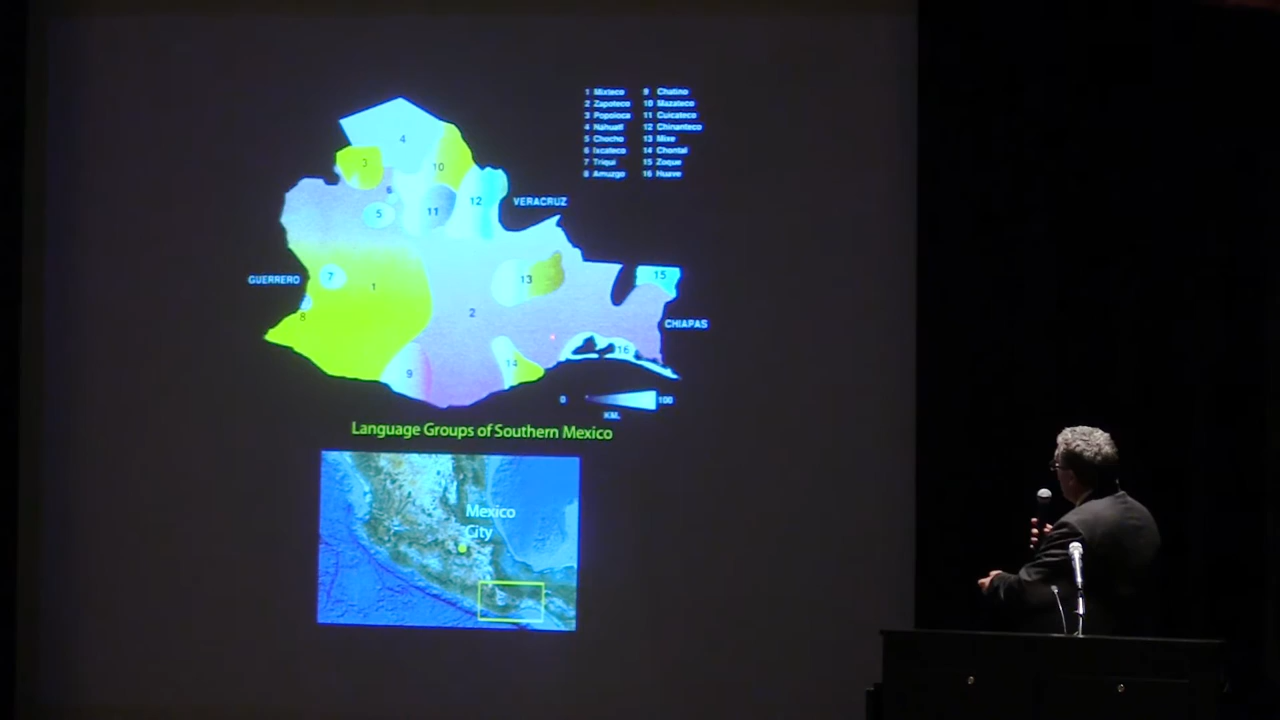 1 Mixteco 9 Chatino
2 Zapoteco 10 Mazateco
3 Popoloca 11 Cuicateco
4 Nahuatl 12 Chinanteco
5 Chocho 13 Mixe
6 Ixcateco 14 Chontal
7 Triqui 15 Zoque
8 Amuzgo 16 Huave
4
3
10
6
5
11
12
VERACRUZ
GUERRERO
7
1
13
15
8
2
CHIAPAS
9
14
16
0
100
KM.
Language Groups of Southern Mexico
Mexico
City